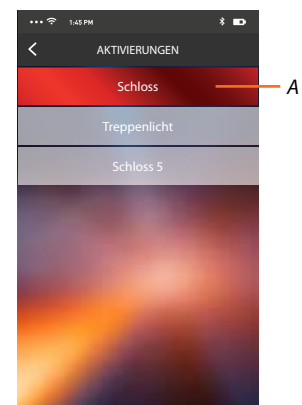 1:45 PM
AKTIVIERUNGEN
Schloss
A
Treppenlicht
Schloss 5